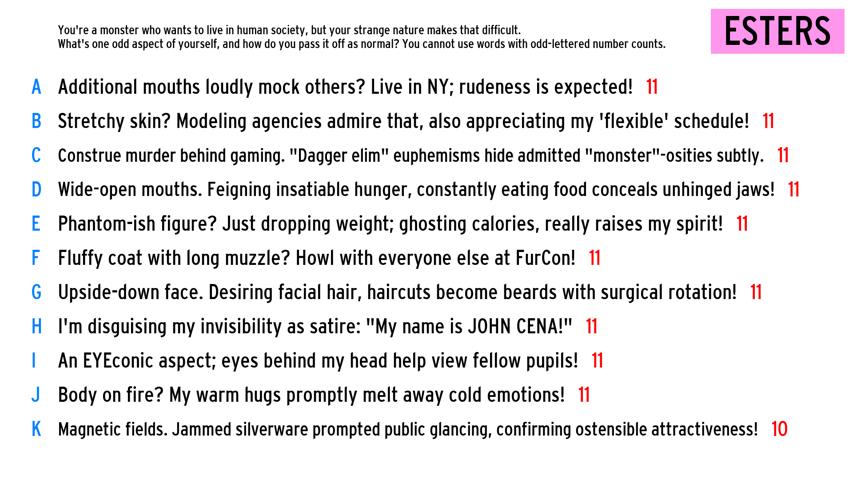 You're a monster who wants to live in human society, but your strange nature makes that difficult.
What's one odd aspect of yourself, and how do you pass it off as normal? You cannot use words with odd-lettered number counts.
ESTERS
A Additional mouths loudly mock others? Live in NY; rudeness is expected! 11
B Stretchy skin? Modeling agencies admire that, also appreciating my 'flexible' schedule! 11
C Construe murder behind gaming. "Dagger elim" euphemisms hide admitted "monster"-osities subtly. 11
D Wide-open mouths. Feigning insatiable hunger, constantly eating food conceals unhinged jaws! 11
E Phantom-ish figure? Just dropping weight; ghosting calories, really raises my spirit! 11
F Fluffy coat with long muzzle? Howl with everyone else at FurCon! 11
G Upside-down face. Desiring facial hair, haircuts become beards with surgical rotation! 11
H I'm disguising my invisibility as satire: "My name is JOHN CENA!" 11
I An EYEconic aspect; eyes behind my head help view fellow pupils! 11
J Body on fire? My warm hugs promptly melt away cold emotions! 11
K Magnetic fields. Jammed silverware prompted public glancing, confirming ostensible attractiveness! 10